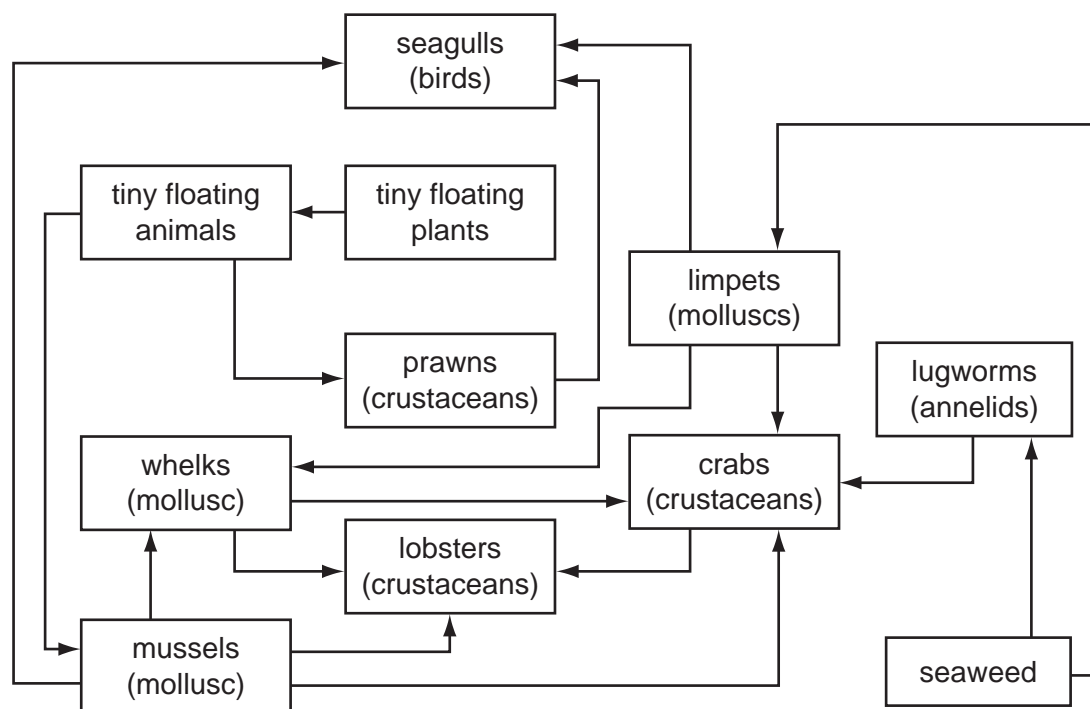 seagulls
(birds)
tiny floating
animals
tiny floating
plants
limpets
(molluscs)
prawns
(crustaceans)
lugworms
(annelids)
whelks
(mollusc)
crabs
(crustaceans)
lobsters
(crustaceans)
mussels
(mollusc)
seaweed